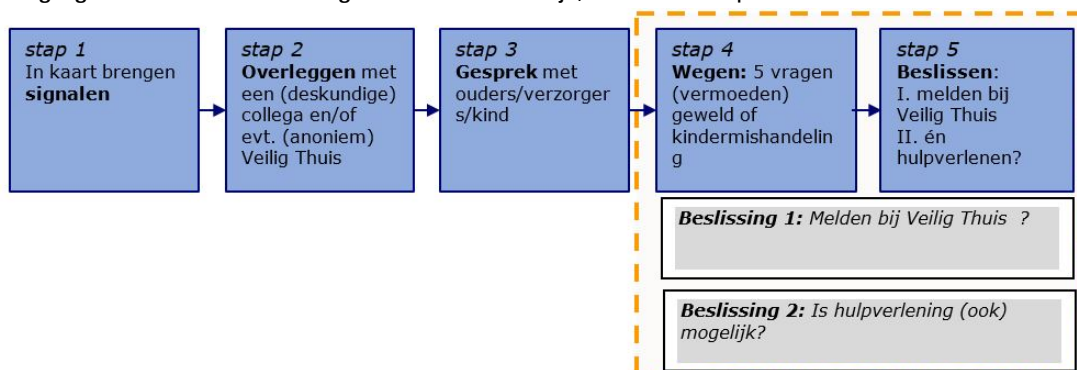 stap 1
In kaart brengen
signalen
stap 2
Overleggen met
een (deskundige)
collega en/of
evt. (anoniem)
Veilig Thuis
stap 3
Gesprek met
ouders/verzorger
s/kind
stap 4
Wegen: 5 vragen
(vermoeden)
geweld of
kindermishandelin
g
stap 5
Beslissen:
I. melden bij
Veilig Thuis
II. én
hulpverlenen?
Beslissing 1: Melden bij Veilig Thuis ?
Beslissing 2: Is hulpverlening (ook)
mogelijk?